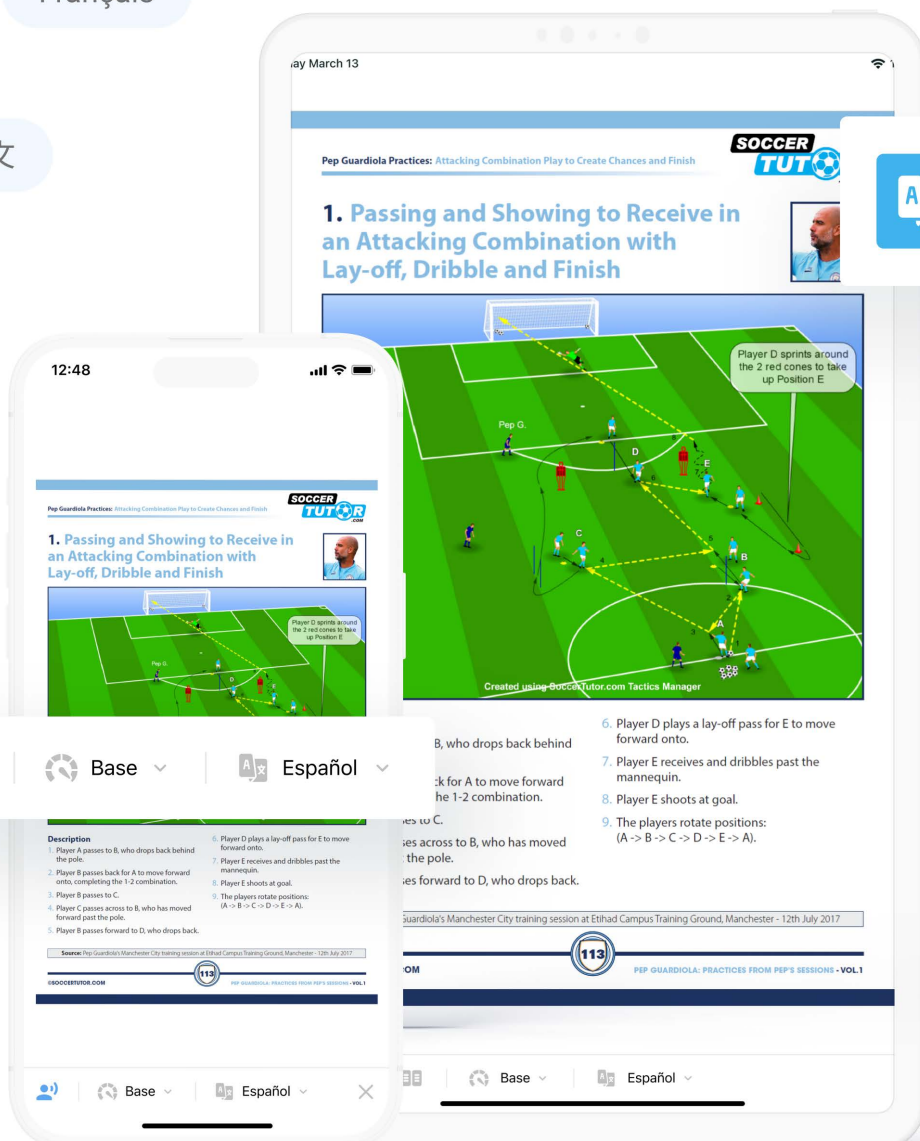 Français
文
ay March 13
Pep Guardiola Practices: Attacking Combination Play to Create Chances and Finish
SOCCER
TUT
1. Passing and Showing to Receive in
an Attacking Combination with
Lay-off, Dribble and Finish
A
Player D sprints around
the 2 red cones to take
up Position E
Pep G.
D
E
7
6
C
5
B
4
2
A
3
1
Created using SoccerTutor.com Tactics Manager
B, who drops back behind
ck for A to move forward
he 1-2 combination.
es to C.
ses across to B, who has moved
the pole.
ses forward to D, who drops back.
6. Player D plays a lay-off pass for E to move
forward onto.
7. Player E receives and dribbles past the
mannequin.
8. Player E shoots at goal.
9. The players rotate positions:
(A -> B -> C -> D -> E -> A).
Guardiola's Manchester City training session at Etihad Campus Training Ground, Manchester - 12th July 2017
113
OM
PEP GUARDIOLA: PRACTICES FROM PEP'S SESSIONS - VOL.1
Base
Español
12:48
Pep Guardiola Practices: Attacking Combination Play to Create Chances and Finish
SOCCER
TUTOR
.COM
1. Passing and Showing to Receive in
an Attacking Combination with
Lay-off, Dribble and Finish
Player D sprints around
the 2 red cones to take
up Position E
Pep G.
D
E
Base
A
Español
Description
1. Player A passes to B, who drops back behind
the pole.
2. Player B passes back for A to move forward
onto, completing the 1-2 combination.
3. Player B passes to C.
4. Player C passes across to B, who has moved
forward past the pole.
5. Player B passes forward to D, who drops back.
6. Player D plays a lay-off pass for E to move
forward onto.
7. Player E receives and dribbles past the
mannequin.
8. Player E shoots at goal.
9. The players rotate positions:
(A -> B -> C -> D -> E -> A).
Source: Pep Guardiola's Manchester City training session at Etihad Campus Training Ground, Manchester - 12th July 2017
113
©SOCCERTUTOR.COM
PEP GUARDIOLA: PRACTICES FROM PEP'S SESSIONS - VOL.1
Base
Español